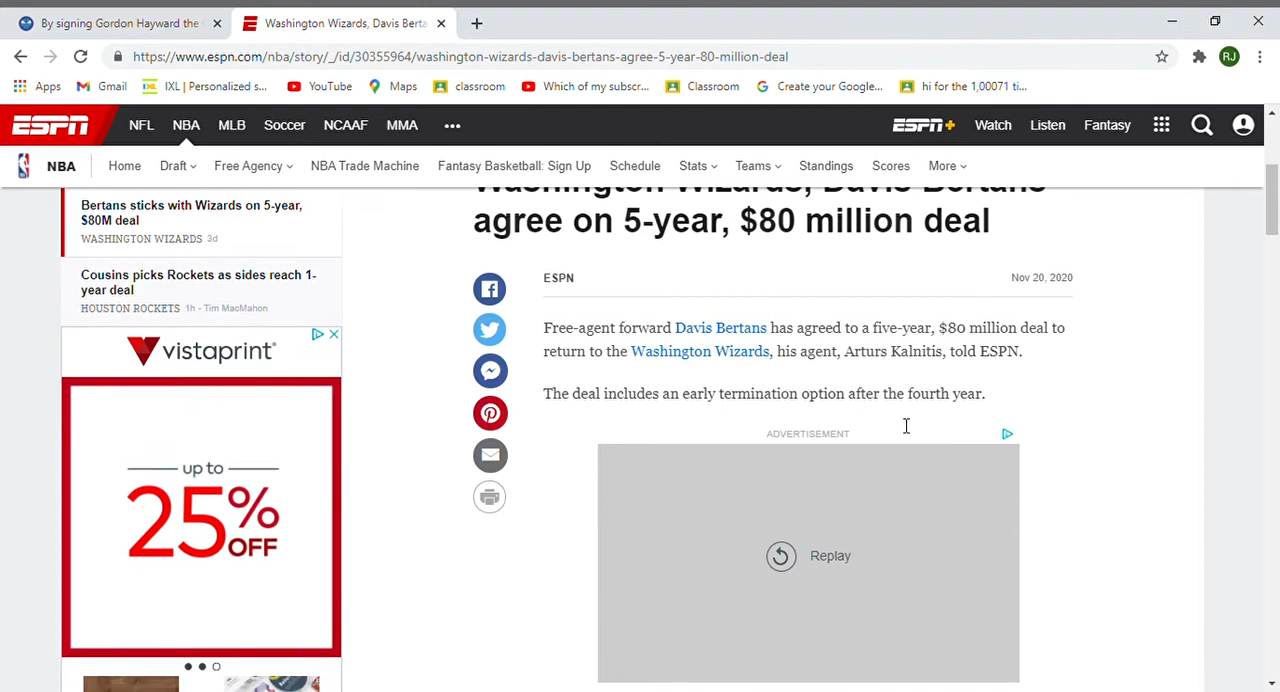 By signing Gordon Hayward the
Washington Wizards, Davis Berta
https://www.espn.com/nba/story/_/id/30355964/washington-wizards-davis-bertans-agree-5-year-80-million-deal
RJ
Apps
Gmail
IXL | Personalized s...
YouTube
Maps
classroom
Which of my subscr...
Classroom
Create your Google...
hi for the 1,00071 ti...
ESPN
NFL
NBA
MLB
Soccer
NCAAF
MMA
ESPN+
Watch
Listen
Fantasy
NBA
Home
Draft
Free Agency
NBA Trade Machine
Fantasy Basketball: Sign Up
Schedule
Stats
Teams
Standings
Scores
More
Bertans sticks with Wizards on 5-year,
$80M deal
WASHINGTON WIZARDS 3d
Cousins picks Rockets as sides reach 1-
year deal
HOUSTON ROCKETS 1h - Tim MacMahon
vistaprint
up to
25% OFF
Washington Wizards, Davis Bertans
agree on 5-year, $80 million deal
ESPN
Nov 20, 2020
Free-agent forward Davis Bertans has agreed to a five-year, $80 million deal to
return to the Washington Wizards, his agent, Arturs Kalnitis, told ESPN.
The deal includes an early termination option after the fourth year.
ADVERTISEMENT
Replay